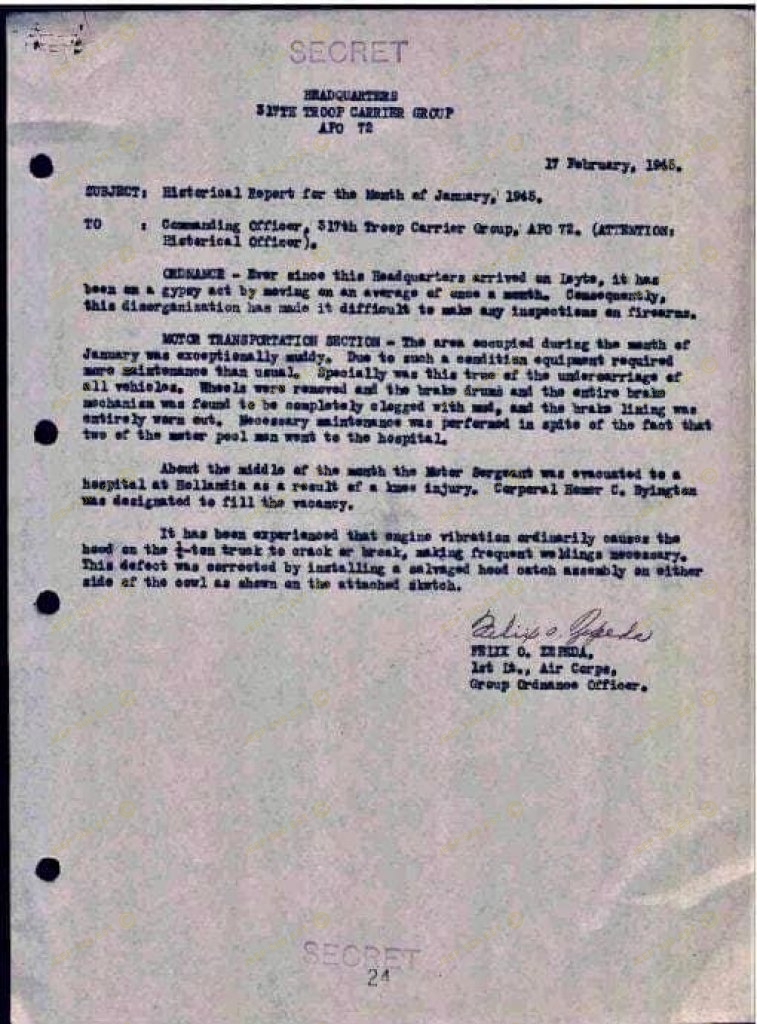 SECRET
HEADQUARTERS
317TH TROOP CARRIER GROUP
APO 72
17 February, 1945.
SUBJECT: Historical Report for the Month of January, 1945.
TO : Commanding Officer, 317th Troop Carrier Group, APO 72. (ATTENTION:
Historical Officer).
ORDNANCE - Ever since this Headquarters arrived on Leyte, it has
been on a gypsy act by moving on an average of once a month. Consequently,
this disorganization has made it difficult to make any inspections on firearms.
MOTOR TRANSPORTATION SECTION - The area occupied during the month of
January was exceptionally muddy. Due to such a condition equipment required
more maintenance than usual. Specially was this true of the undercarriage of
all vehicles. Wheels were removed and the brake drums and the entire brake
mechanism was found to be completely clogged with mud, and the brake lining was
entirely worn out. Necessary maintenance was performed in spite of the fact that
two of the motor pool men went to the hospital.
About the middle of the month the Motor Sergeant was evacuated to a
hospital at Hollandia as a result of a knee injury. Corporal Homer C. Byington
was designated to fill the vacancy.
It has been experienced that engine vibration ordinarily causes the
hood on the ¼-ton truck to crack or break, making frequent weldings necessary.
This defect was corrected by installing a salvaged hood catch assembly on either
side of the cowl as shown on the attached sketch.
Felix O. Zepeda
FELIX O. ZEPEDA,
1st Lt., Air Corps,
Group Ordnance Officer.
SECRET
24